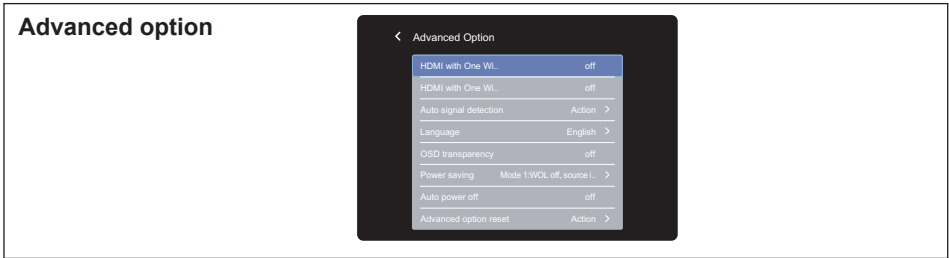 Advanced option
Advanced Option
HDMI with One Wi.. off
HDMI with One Wi.. off
Auto signal detection Action
Language English
OSD transparency off
Power saving Mode 1:WOL off, source i..
Auto power off off
Advanced option reset Action